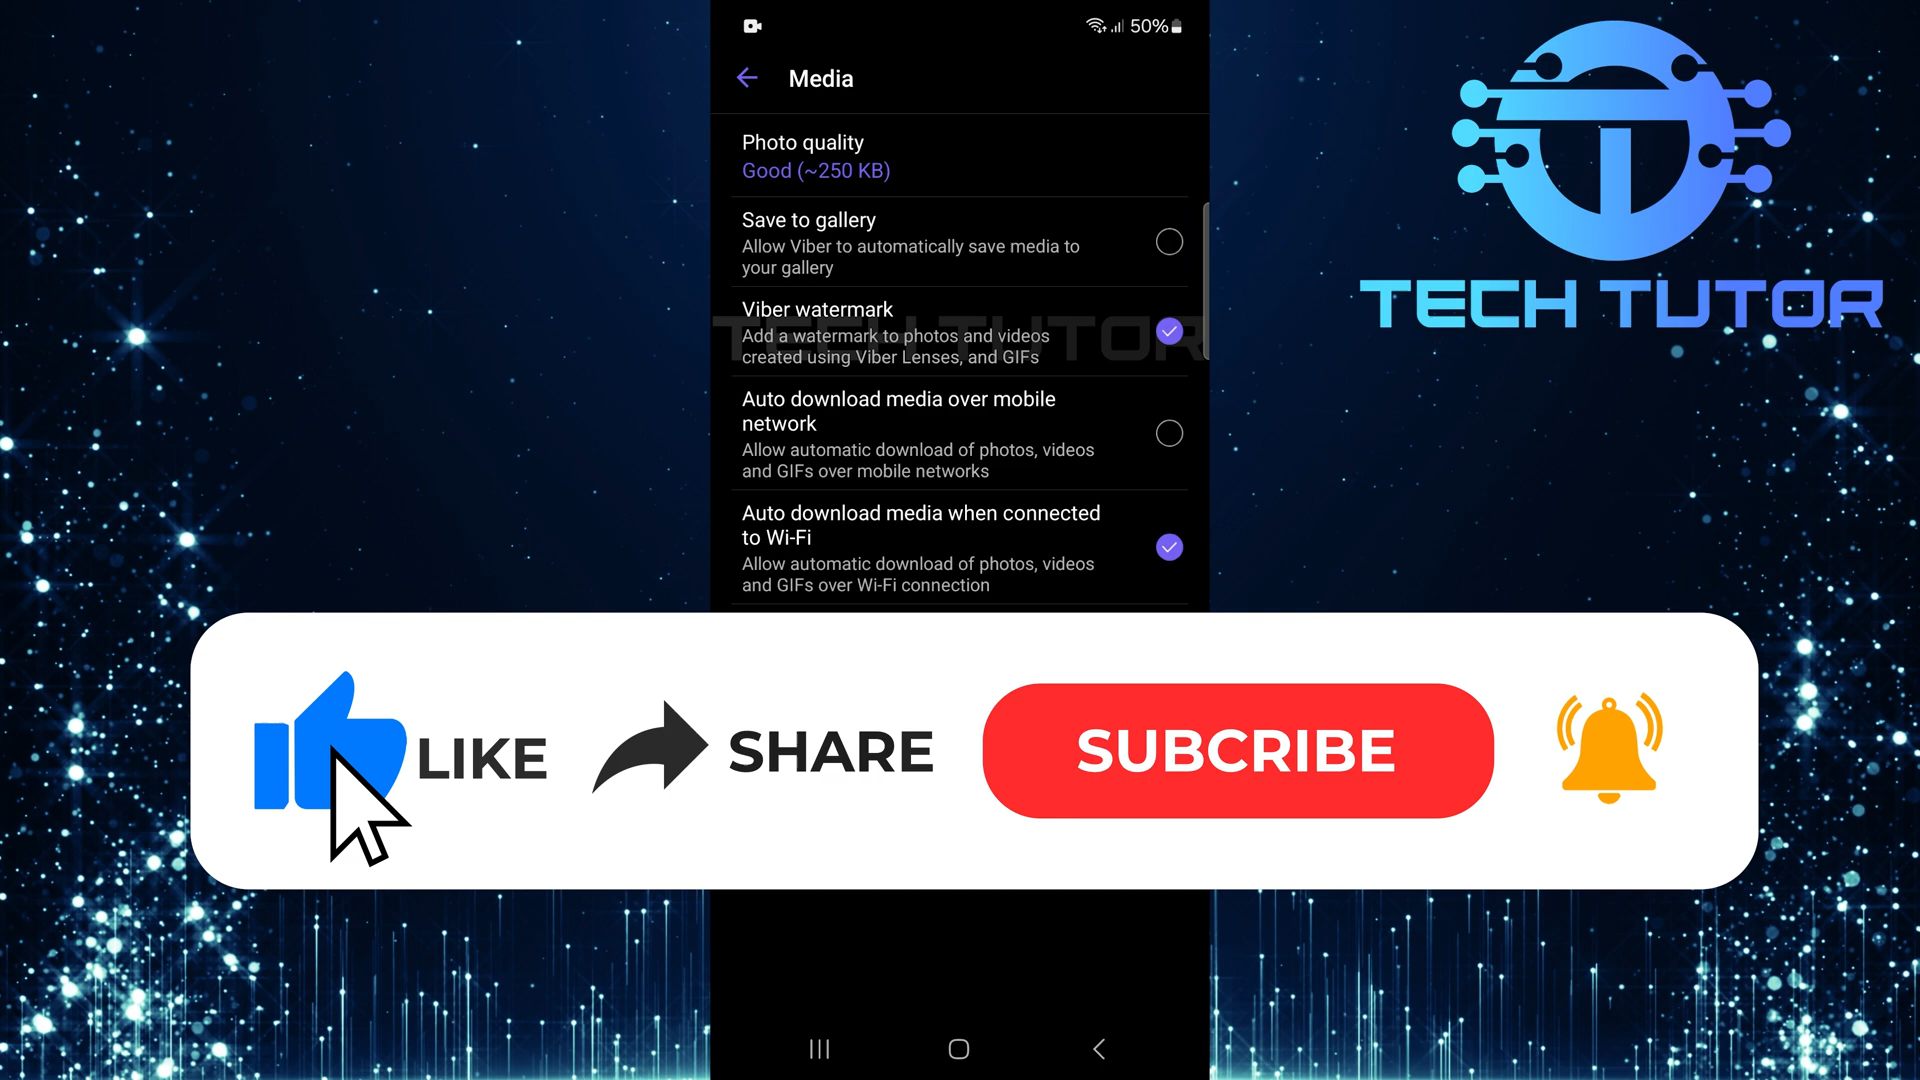 50%
Media
Photo quality
Good (~250 KB)
Save to gallery
Allow Viber to automatically save media to
your gallery
Viber watermark
Add a watermark to photos and videos
created using Viber Lenses, and GIFs
TECH TUTOR
Auto download media over mobile
network
Allow automatic download of photos, videos
and GIFs over mobile networks
Auto download media when connected
to Wi-Fi
Allow automatic download of photos, videos
and GIFs over Wi-Fi connection
TECH TUTOR
LIKE
SHARE
SUBCRIBE